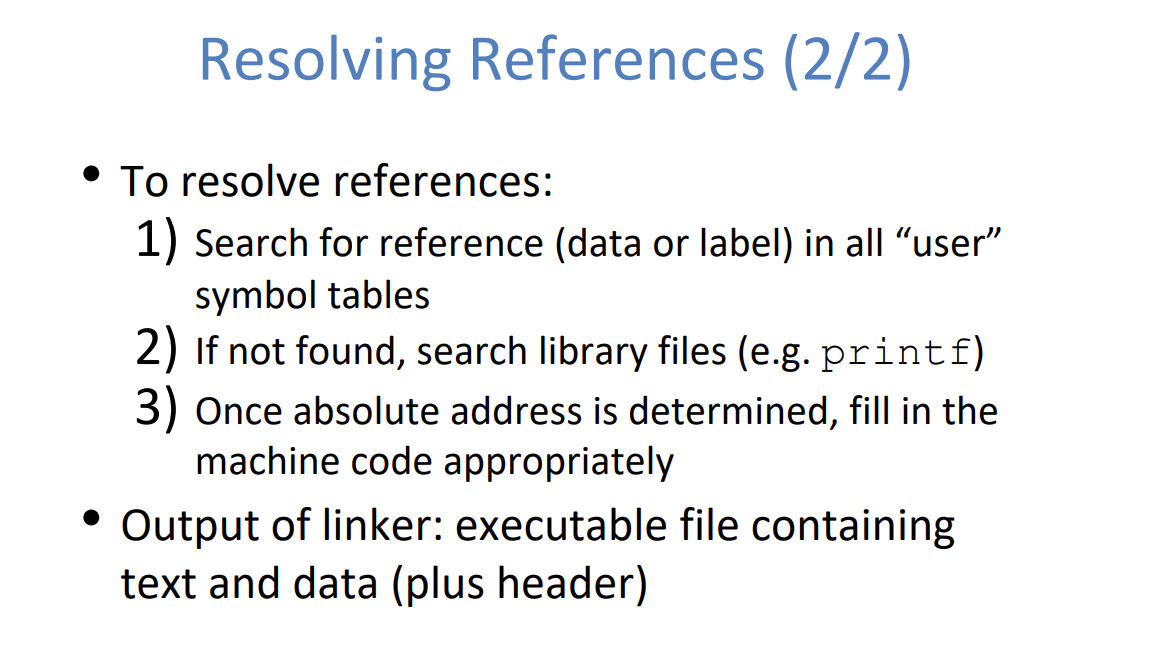 Resolving References (2/2)
• To resolve references:
1) Search for reference (data or label) in all “user”
symbol tables
2) If not found, search library files (e.g. printf)
3) Once absolute address is determined, fill in the
machine code appropriately
• Output of linker: executable file containing
text and data (plus header)